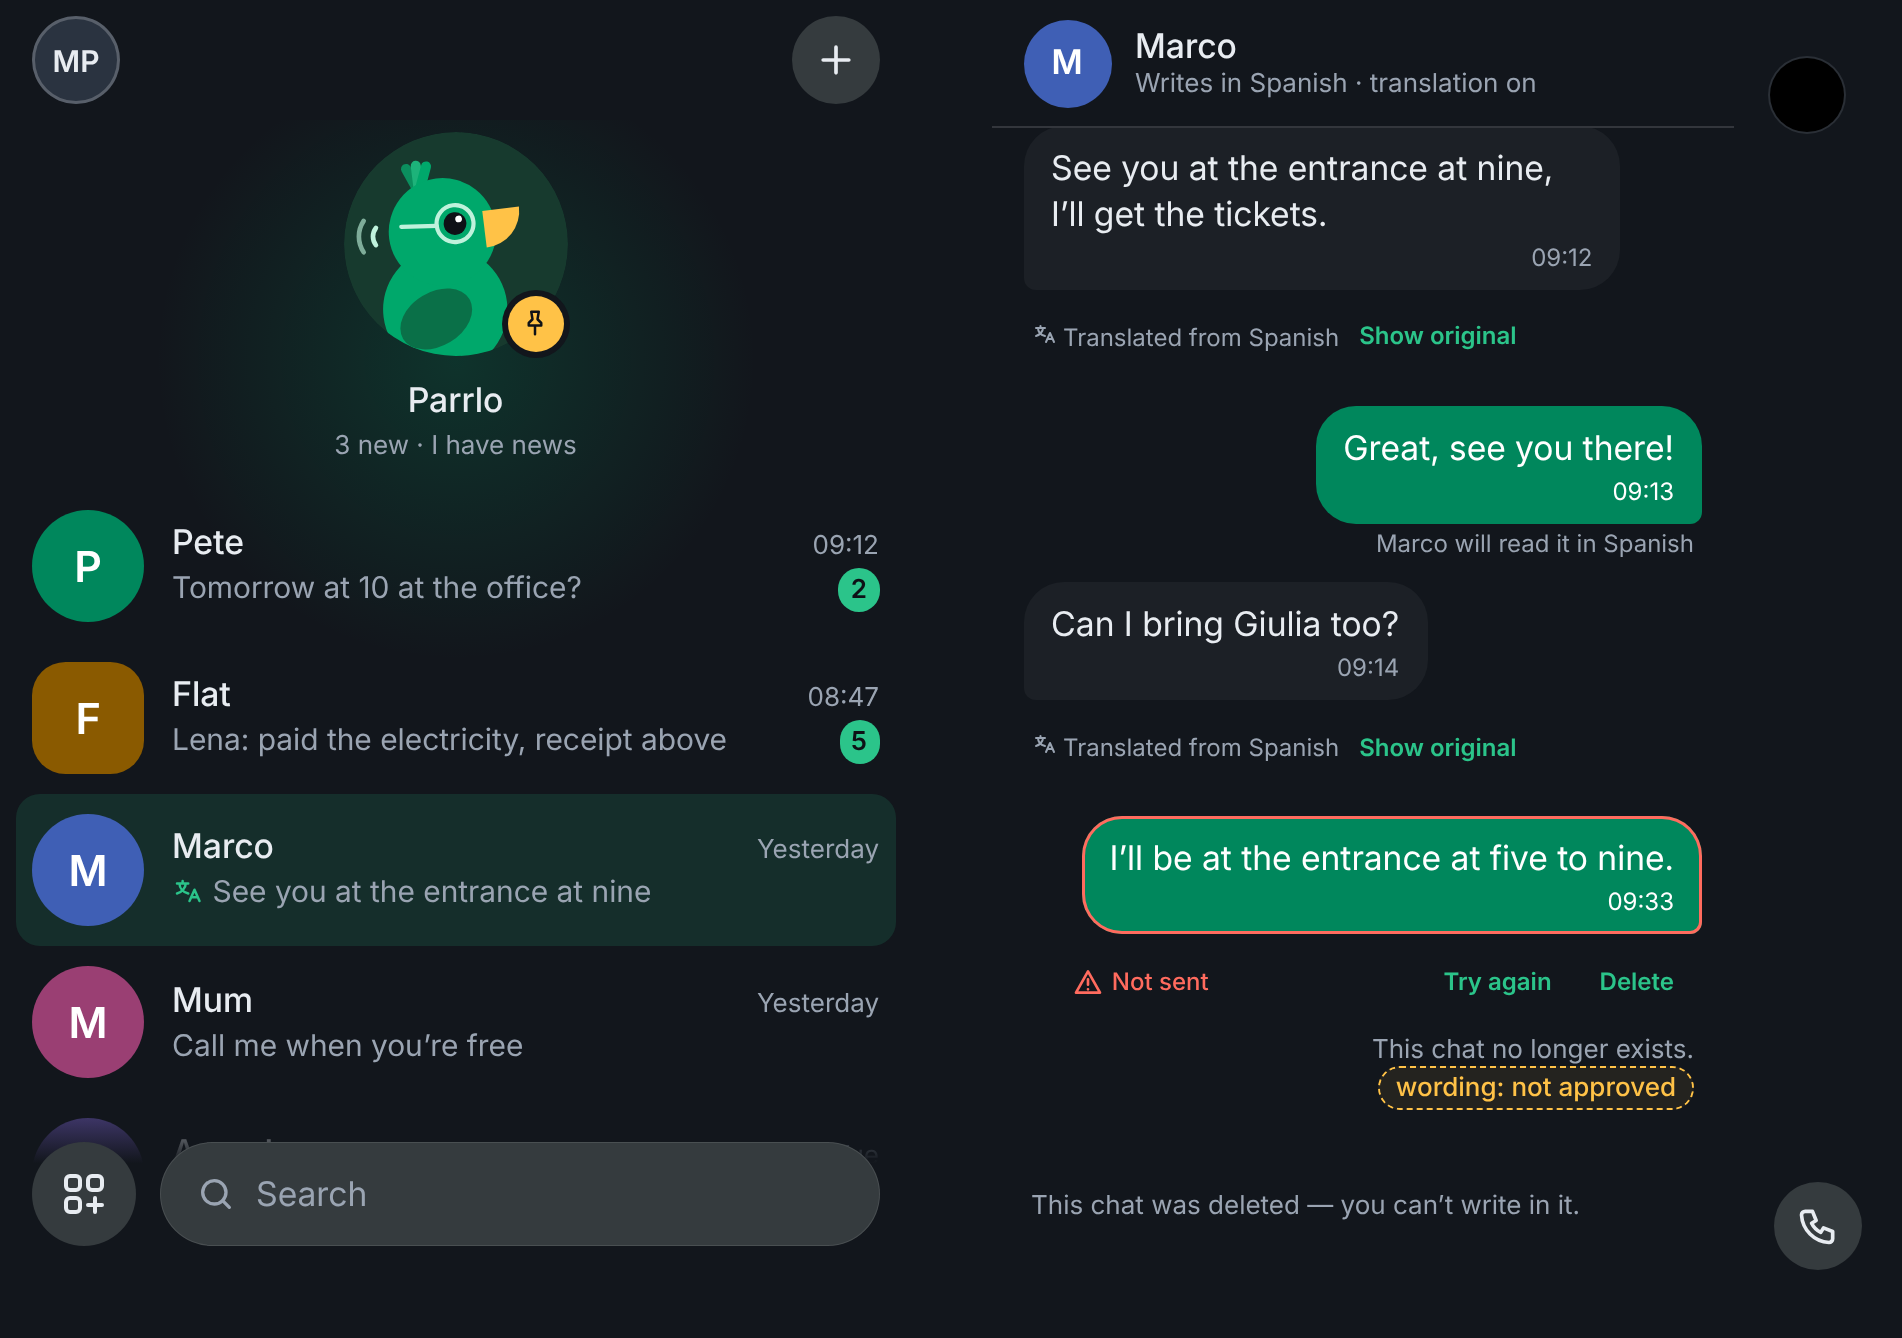 MP
Parrlo
3 new · I have news
P
Pete
09:12
Tomorrow at 10 at the office?
2
F
Flat
08:47
Lena: paid the electricity, receipt above
5
M
Marco
Yesterday
See you at the entrance at nine
M
Mum
Yesterday
Call me when you’re free
Search
M
Marco
Writes in Spanish · translation on
See you at the entrance at nine,
I’ll get the tickets.
09:12
Translated from Spanish Show original
Great, see you there!
09:13
Marco will read it in Spanish
Can I bring Giulia too?
09:14
Translated from Spanish Show original
I’ll be at the entrance at five to nine.
09:33
Not sent Try again Delete
This chat no longer exists.
wording: not approved
This chat was deleted — you can’t write in it.